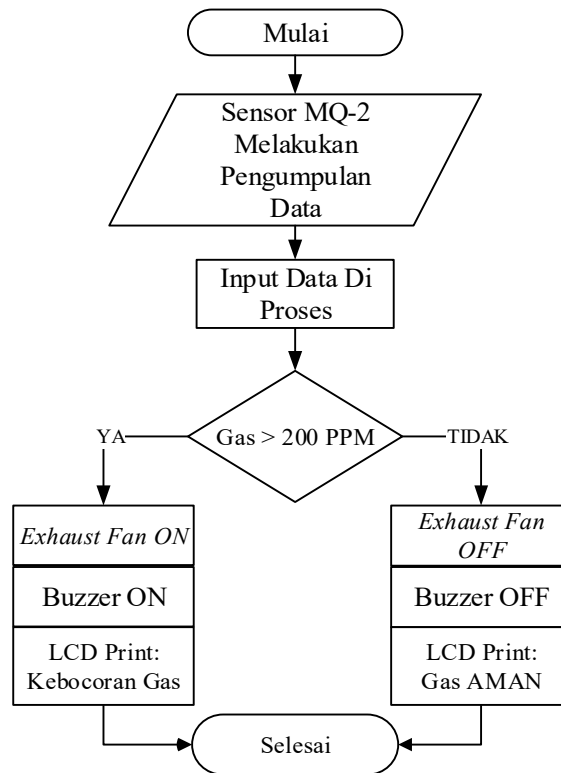 Mulai
Sensor MQ-2
Melakukan
Pengumpulan
Data
Input Data Di
Proses
Gas > 200 PPM
YA
TIDAK
Exhaust Fan ON
Buzzer ON
LCD Print:
Kebocoran Gas
Exhaust Fan
OFF
Buzzer OFF
LCD Print:
Gas AMAN
Selesai